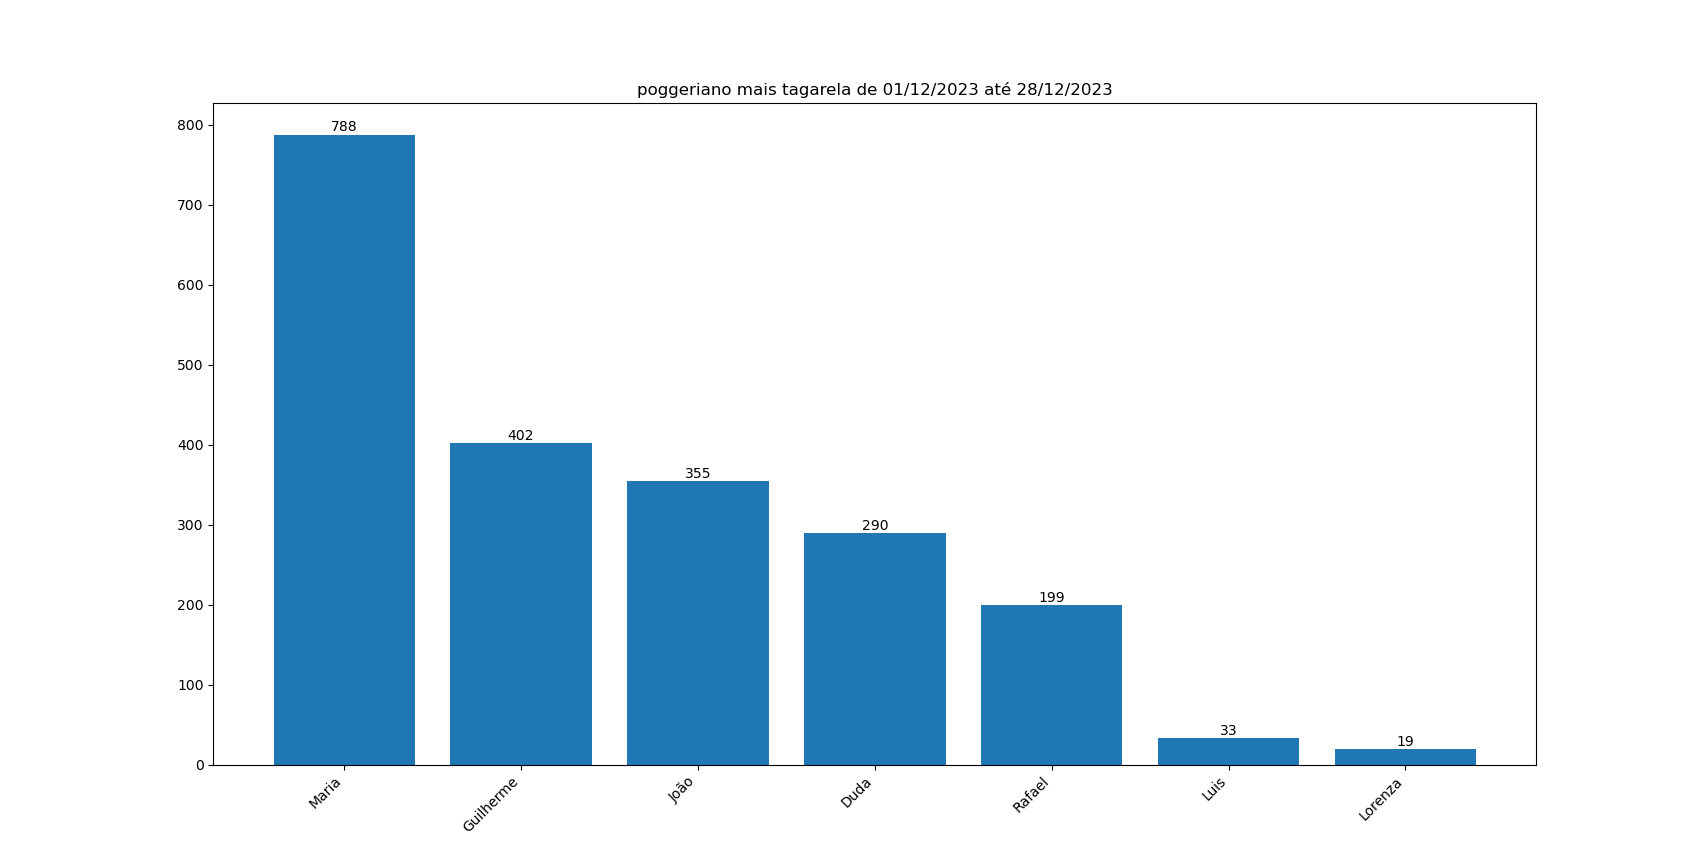 poggeriano mais tagarela de 01/12/2023 até 28/12/2023
800
700
600
500
400
300
200
100
0
788
402
355
290
199
33
19
Maria
Guilherme
João
Duda
Rafael
Luis
Lorenza